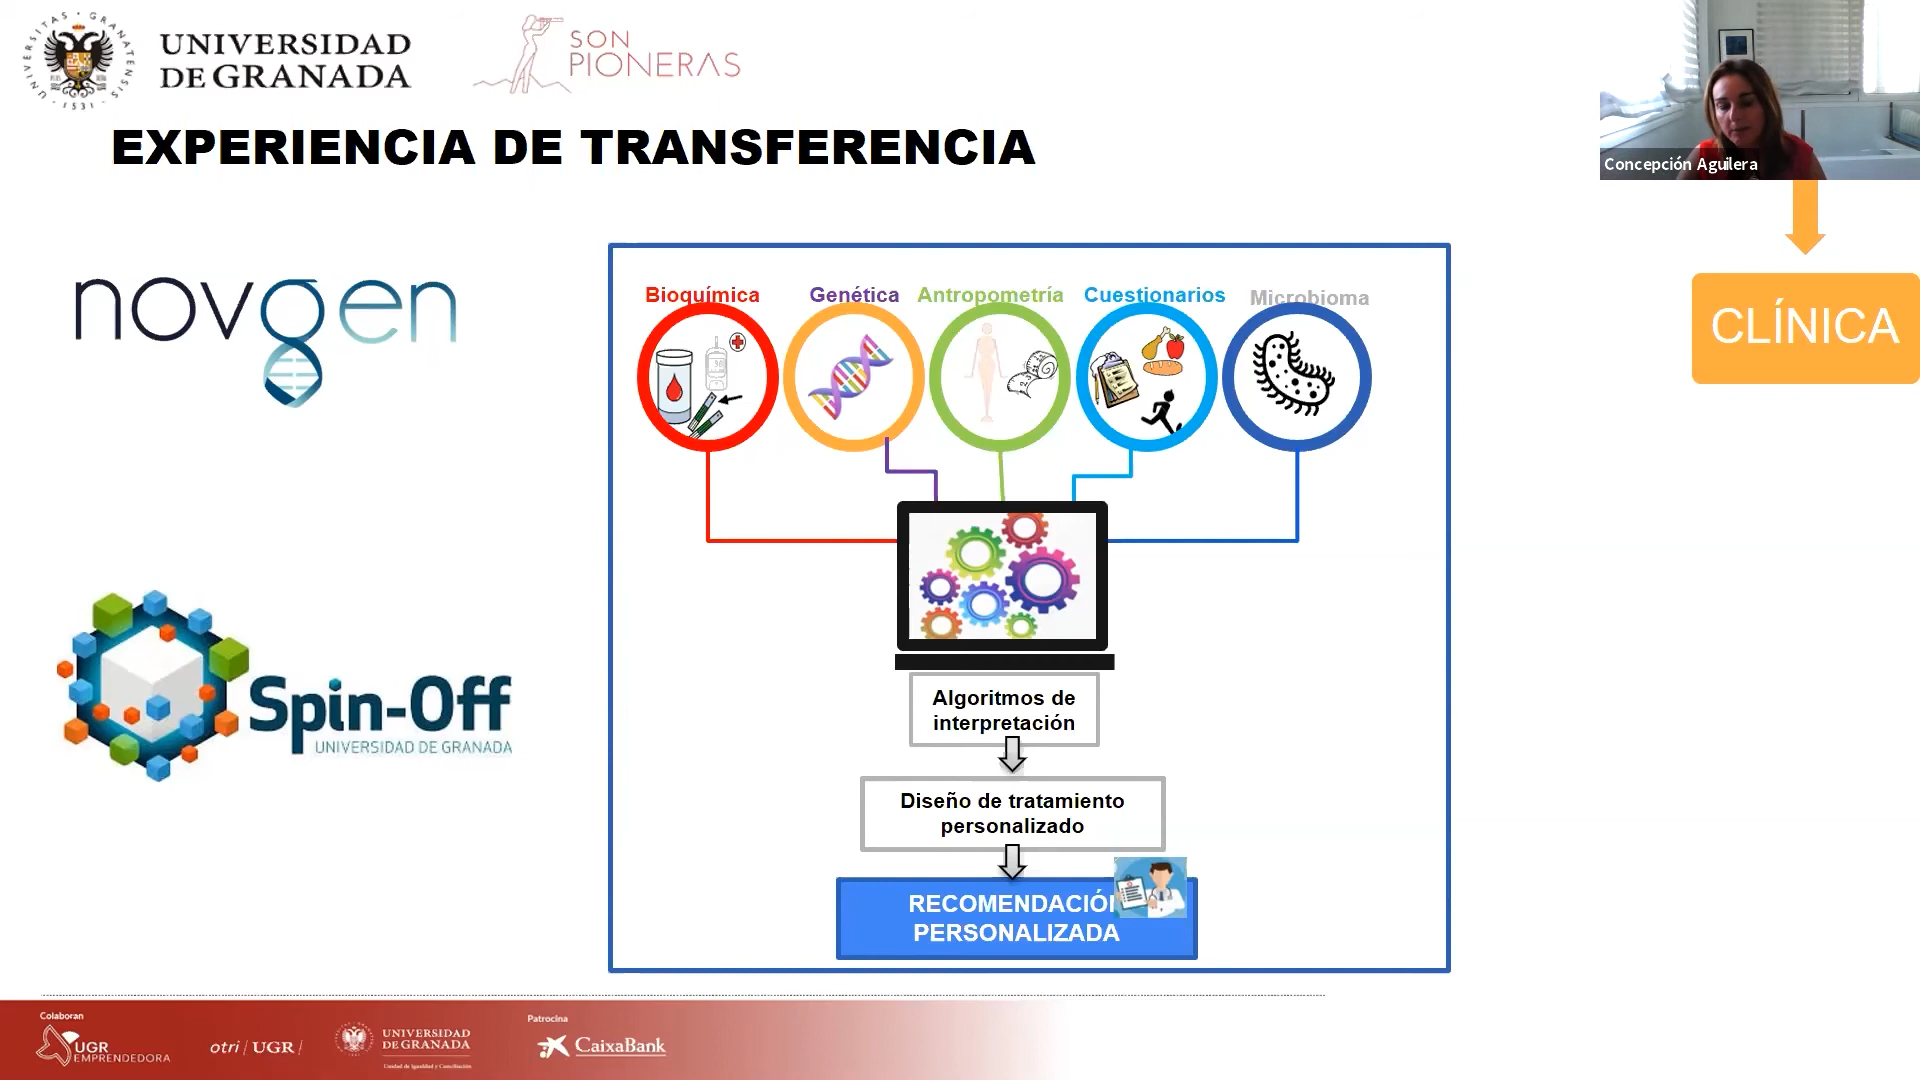 UNIVERSITAS GRANATENSIS
1531
UNIVERSIDAD
DE GRANADA
SON
PIONERAS
Concepción Aguilera
EXPERIENCIA DE TRANSFERENCIA
novgen
Bioquímica
Genética
Antropometría
Cuestionarios
Microbioma
CLÍNICA
Spin-Off
UNIVERSIDAD DE GRANADA
Algoritmos de
interpretación
Diseño de tratamiento
personalizado
RECOMENDACIÓN
PERSONALIZADA
Colaboran
UGR
EMPRENDEDORA
otri / UGR /
UNIVERSIDAD
DE GRANADA
Unidad de Igualdad y Conciliación
Patrocina
CaixaBank